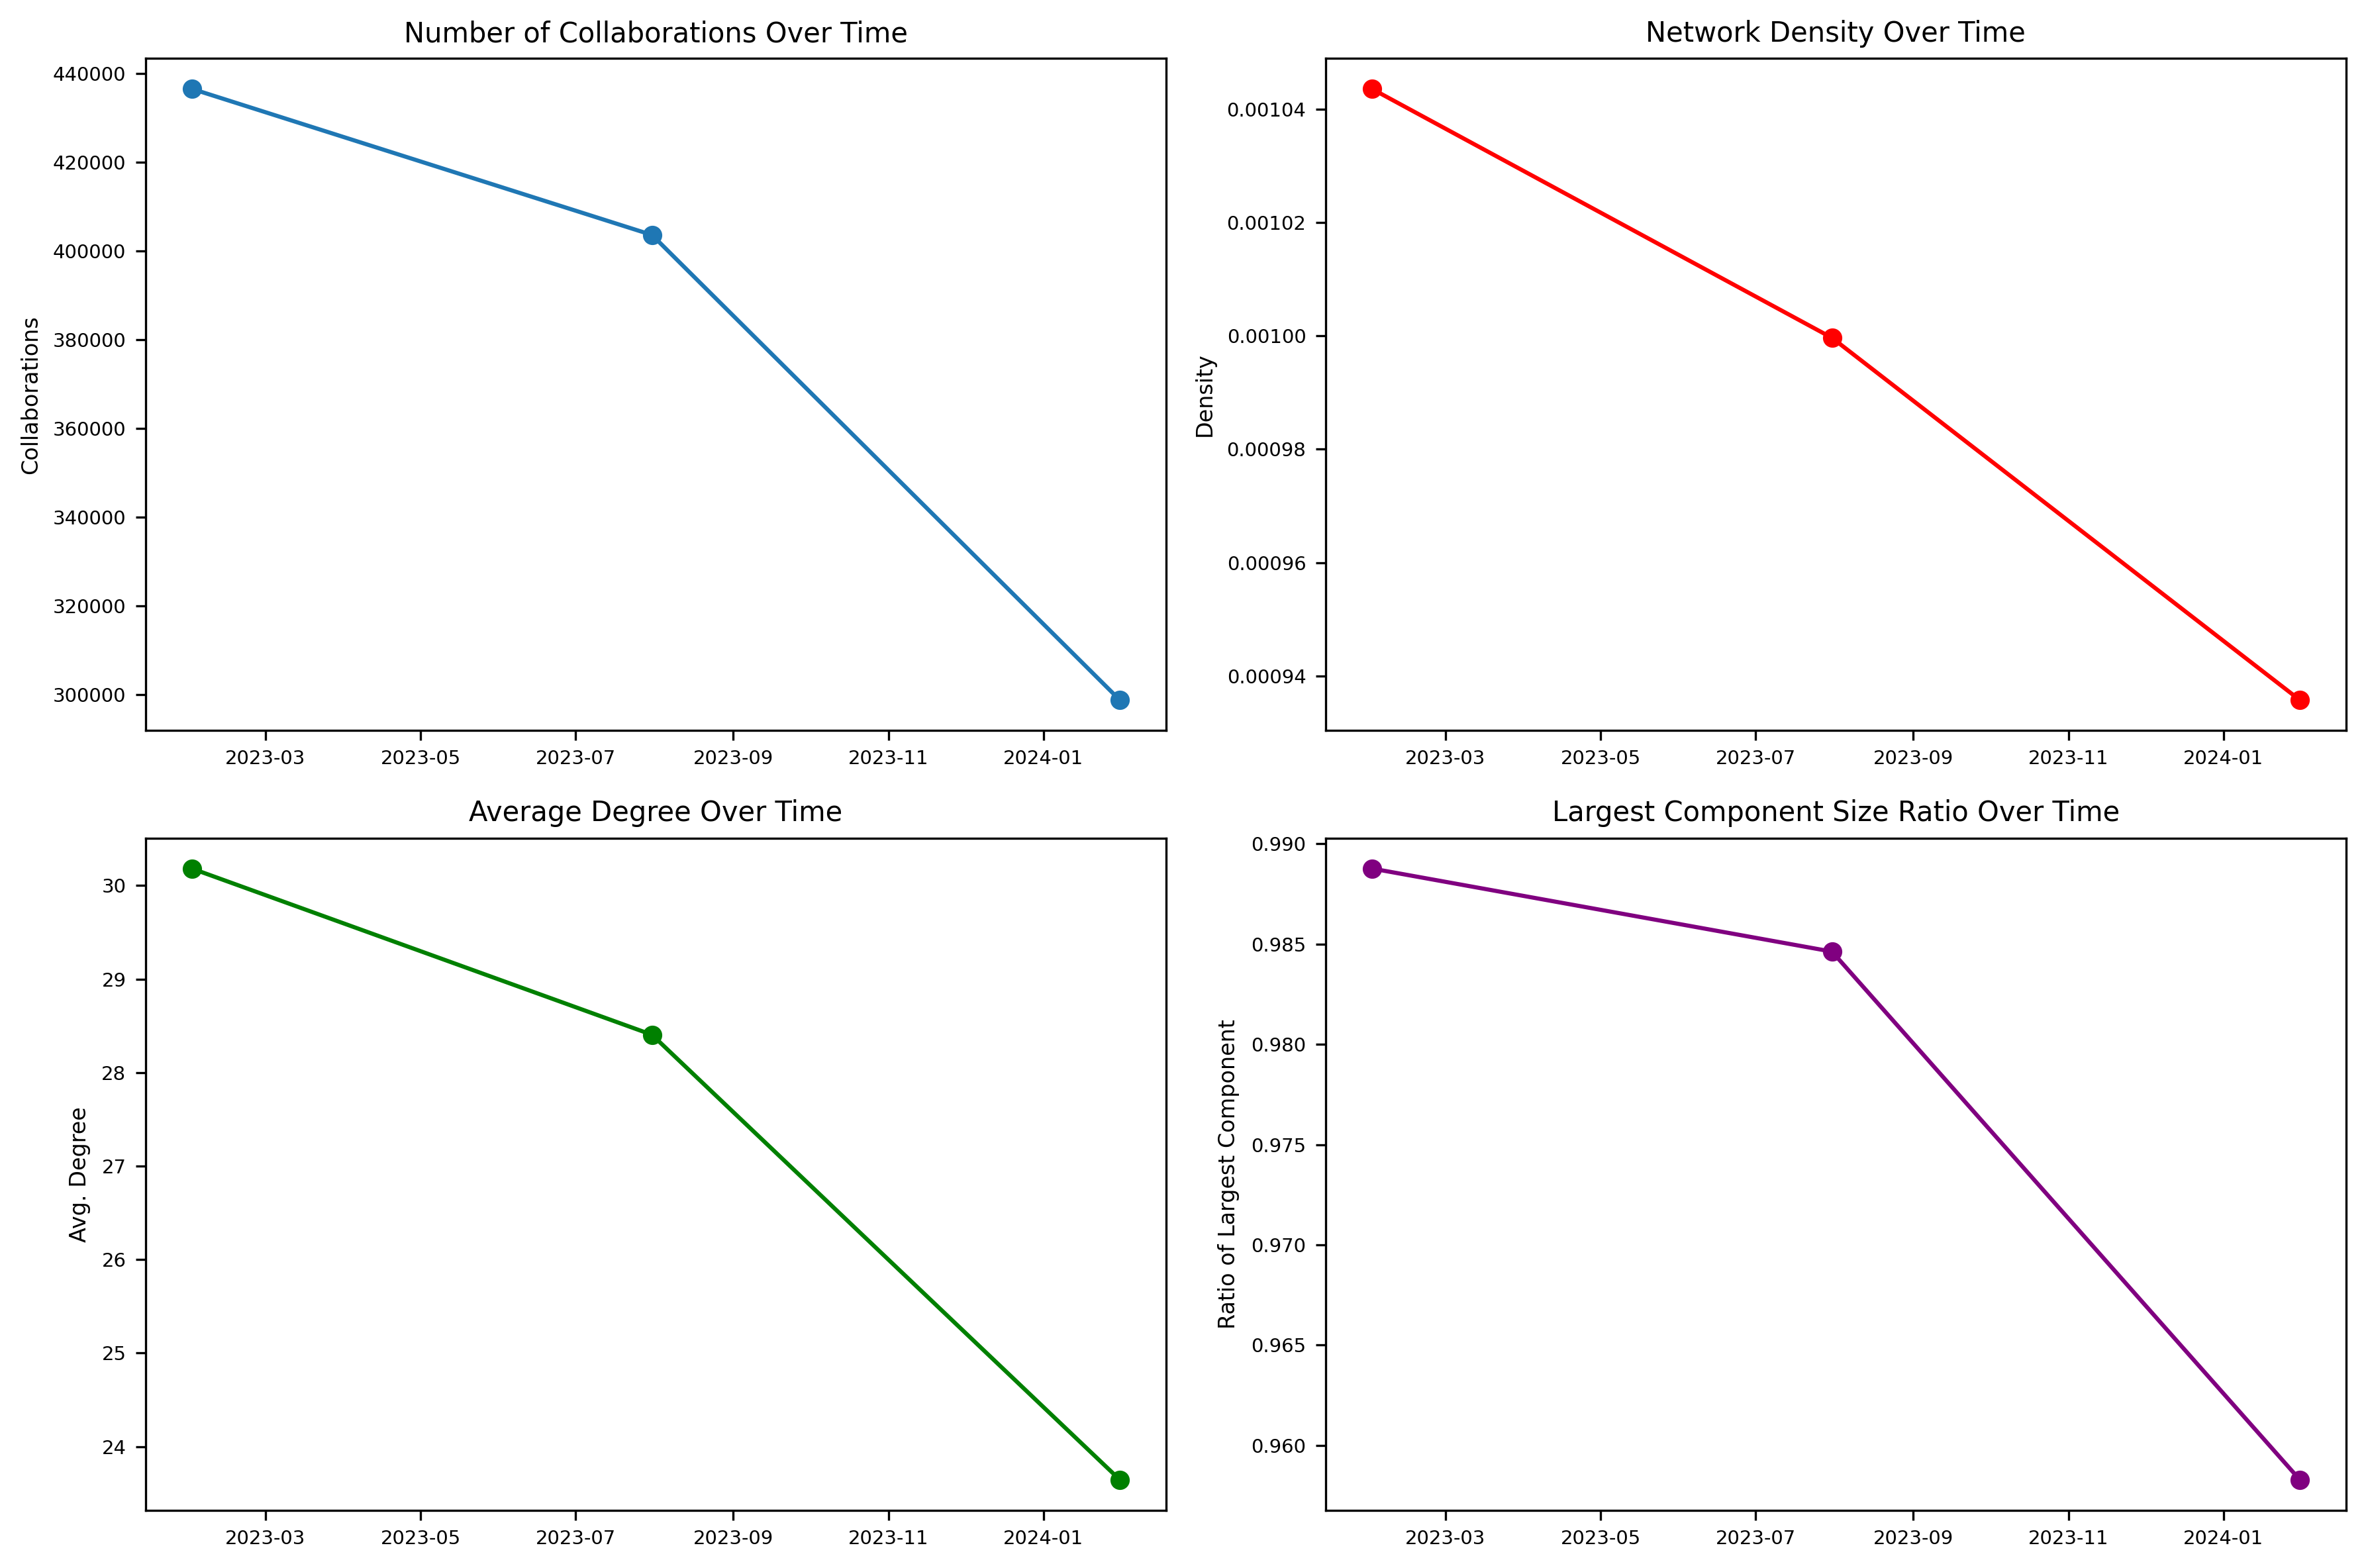 Number of Collaborations Over Time
Collaborations
440000
420000
400000
380000
360000
340000
320000
300000
2023-03 2023-05 2023-07 2023-09 2023-11 2024-01
Network Density Over Time
Density
0.00104
0.00102
0.00100
0.00098
0.00096
0.00094
2023-03 2023-05 2023-07 2023-09 2023-11 2024-01
Average Degree Over Time
Avg. Degree
30
29
28
27
26
25
24
2023-03 2023-05 2023-07 2023-09 2023-11 2024-01
Largest Component Size Ratio Over Time
Ratio of Largest Component
0.990
0.985
0.980
0.975
0.970
0.965
0.960
2023-03 2023-05 2023-07 2023-09 2023-11 2024-01